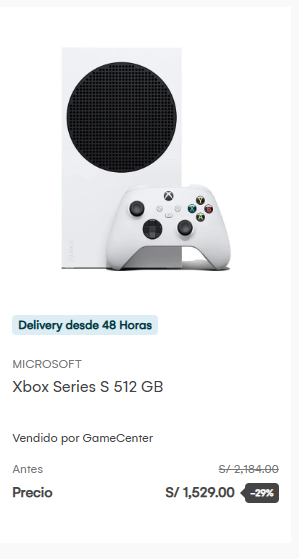 Delivery desde 48 Horas
MICROSOFT
Xbox Series S 512 GB
Vendido por GameCenter
Antes S/ 2,184.00
Precio S/ 1,529.00 -29%